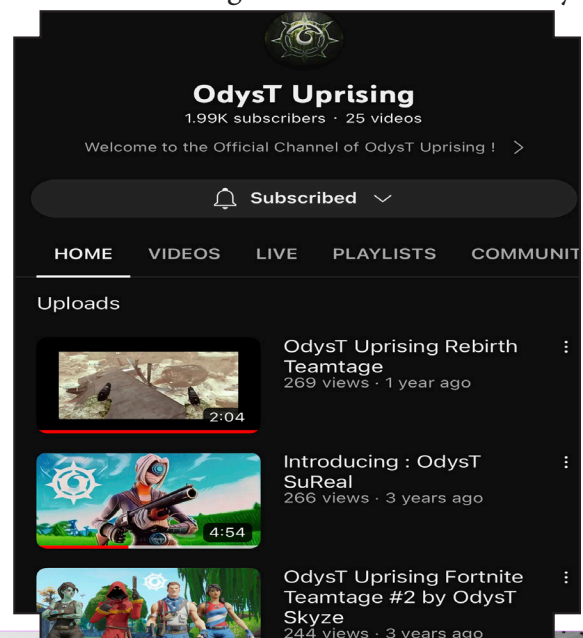 OdysT Uprising
1.99K subscribers · 25 videos
Welcome to the Official Channel of OdysT Uprising !
Subscribed
HOME VIDEOS LIVE PLAYLISTS COMMUNIT
Uploads
OdysT Uprising Rebirth
Teamtage
269 views · 1 year ago
2:04
Introducing : OdysT
SuReal
266 views · 3 years ago
4:54
OdysT Uprising Fortnite
Teamtage #2 by OdysT
Skyze
244 views · 3 years ago